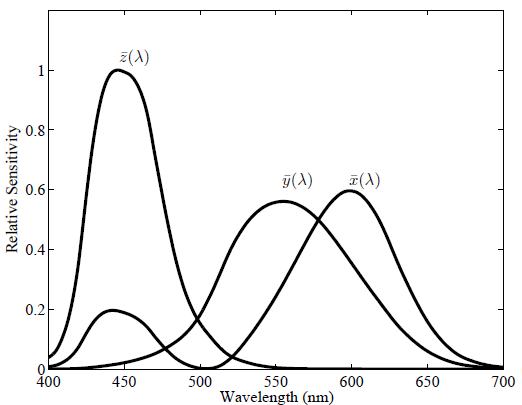 z̄(λ)
1
ȳ(λ)
x̄(λ)
0.8
0.6
0.4
0.2
0
Relative Sensitivity
400 450 500 550 600 650 700
Wavelength (nm)